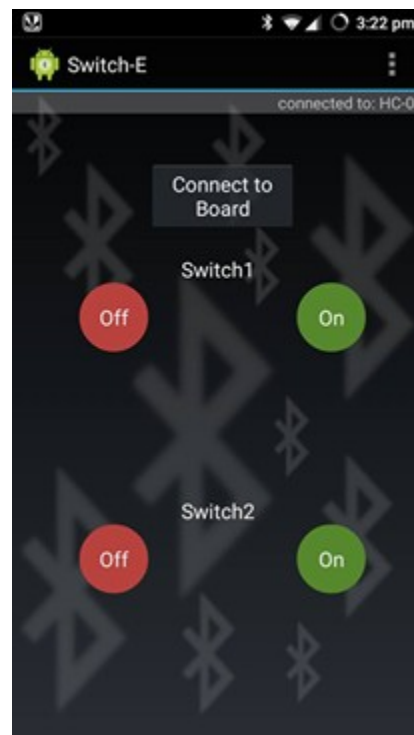 3:22 pm
Switch-E
connected to: HC-0
Connect to
Board
Switch1
Off On
Switch2
Off On